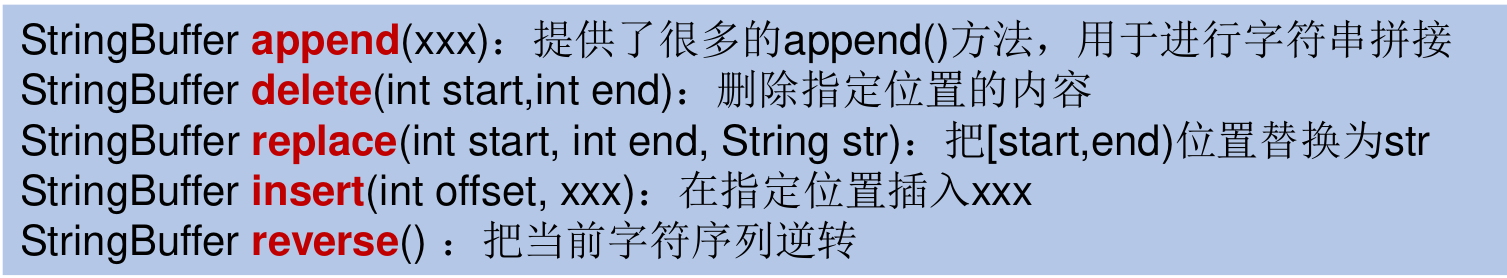 StringBuffer append(xxx)：提供了很多的append()方法，用于进行字符串拼接
StringBuffer delete(int start,int end)：删除指定位置的内容
StringBuffer replace(int start, int end, String str)：把[start,end)位置替换为str
StringBuffer insert(int offset, xxx)：在指定位置插入xxx
StringBuffer reverse() ：把当前字符序列逆转